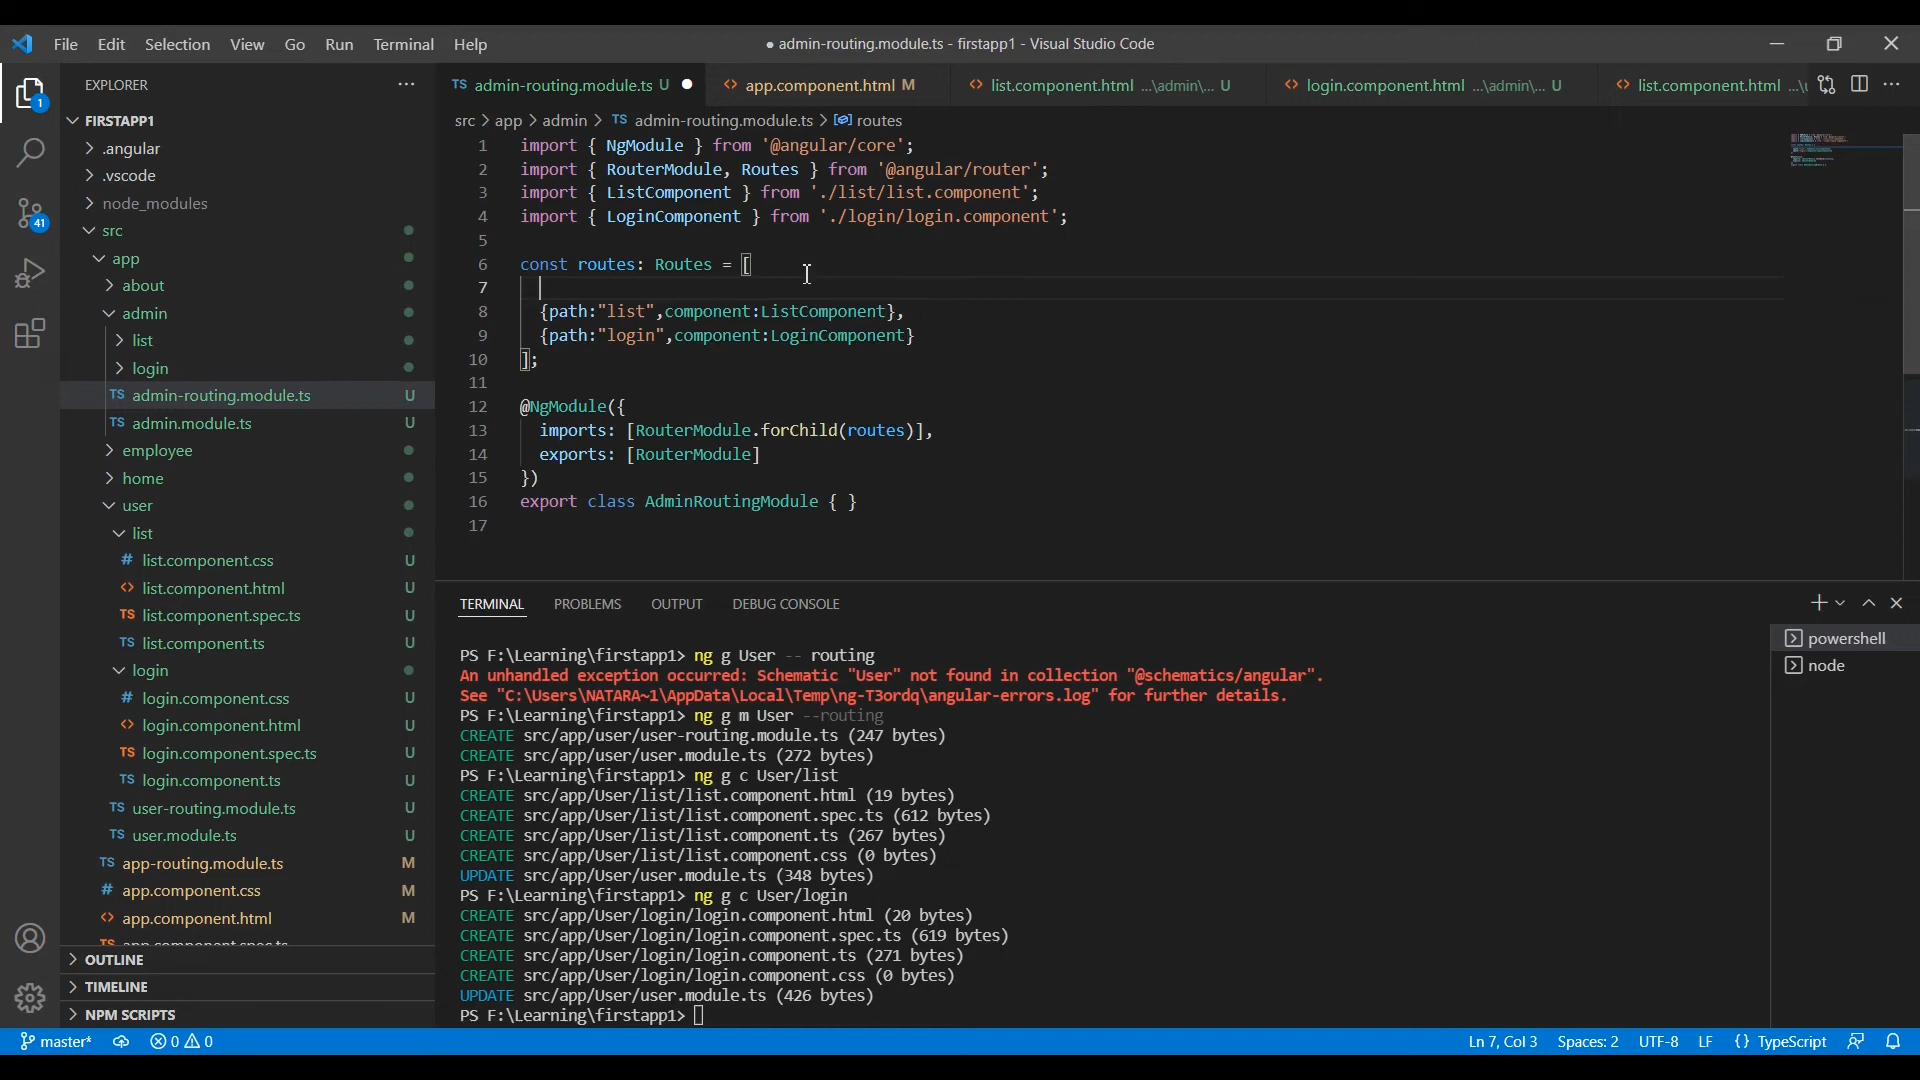 File Edit Selection View Go Run Terminal Help
● admin-routing.module.ts - firstapp1 - Visual Studio Code
EXPLORER
FIRSTAPP1
.angular
.vscode
node_modules
src
app
about
admin
list
login
TS admin-routing.module.ts U
TS admin.module.ts U
employee
home
user
list
# list.component.css U
<> list.component.html U
TS list.component.spec.ts U
TS list.component.ts U
login
# login.component.css U
<> login.component.html U
TS login.component.spec.ts U
TS login.component.ts U
TS user-routing.module.ts U
TS user.module.ts U
TS app-routing.module.ts M
# app.component.css M
<> app.component.html M
OUTLINE
TIMELINE
NPM SCRIPTS
1
41
TS admin-routing.module.ts U ● <> app.component.html M <> list.component.html ...\admin\... U <> login.component.html ...\admin\... U <> list.component.html
src > app > admin > TS admin-routing.module.ts > routes
1 import { NgModule } from '@angular/core';
2 import { RouterModule, Routes } from '@angular/router';
3 import { ListComponent } from './list/list.component';
4 import { LoginComponent } from './login/login.component';
5
6 const routes: Routes = [
7
8 {path:"list",component:ListComponent},
9 {path:"login",component:LoginComponent}
10 ];
11
12 @NgModule({
13 imports: [RouterModule.forChild(routes)],
14 exports: [RouterModule]
15 })
16 export class AdminRoutingModule { }
17
TERMINAL PROBLEMS OUTPUT DEBUG CONSOLE
powershell
node
PS F:\Learning\firstapp1> ng g User -- routing
An unhandled exception occurred: Schematic "User" not found in collection "@schematics/angular".
See "C:\Users\NATARA~1\AppData\Local\Temp\ng-T3ordq\angular-errors.log" for further details.
PS F:\Learning\firstapp1> ng g m User --routing
CREATE src/app/user/user-routing.module.ts (247 bytes)
CREATE src/app/user/user.module.ts (272 bytes)
PS F:\Learning\firstapp1> ng g c User/list
CREATE src/app/User/list/list.component.html (19 bytes)
CREATE src/app/User/list/list.component.spec.ts (612 bytes)
CREATE src/app/User/list/list.component.ts (267 bytes)
CREATE src/app/User/list/list.component.css (0 bytes)
UPDATE src/app/user/user.module.ts (348 bytes)
PS F:\Learning\firstapp1> ng g c User/login
CREATE src/app/User/login/login.component.html (20 bytes)
CREATE src/app/User/login/login.component.spec.ts (619 bytes)
CREATE src/app/User/login/login.component.ts (271 bytes)
CREATE src/app/User/login/login.component.css (0 bytes)
UPDATE src/app/User/user.module.ts (426 bytes)
PS F:\Learning\firstapp1>
master* 0 0 Ln 7, Col 3 Spaces: 2 UTF-8 LF {} TypeScript